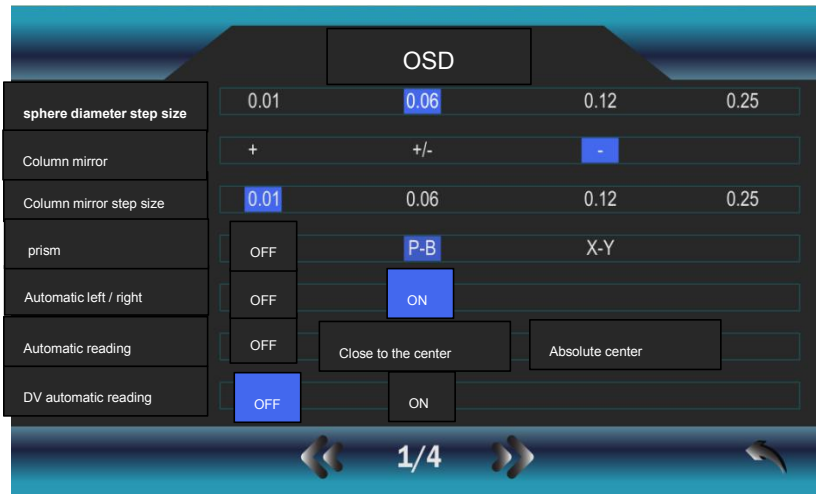 OSD
sphere diameter step size 0.01 0.06 0.12 0.25
Column mirror + +/- -
Column mirror step size 0.01 0.06 0.12 0.25
prism OFF P-B X-Y
Automatic left / right OFF ON
Automatic reading OFF Close to the center Absolute center
DV automatic reading OFF ON
1/4